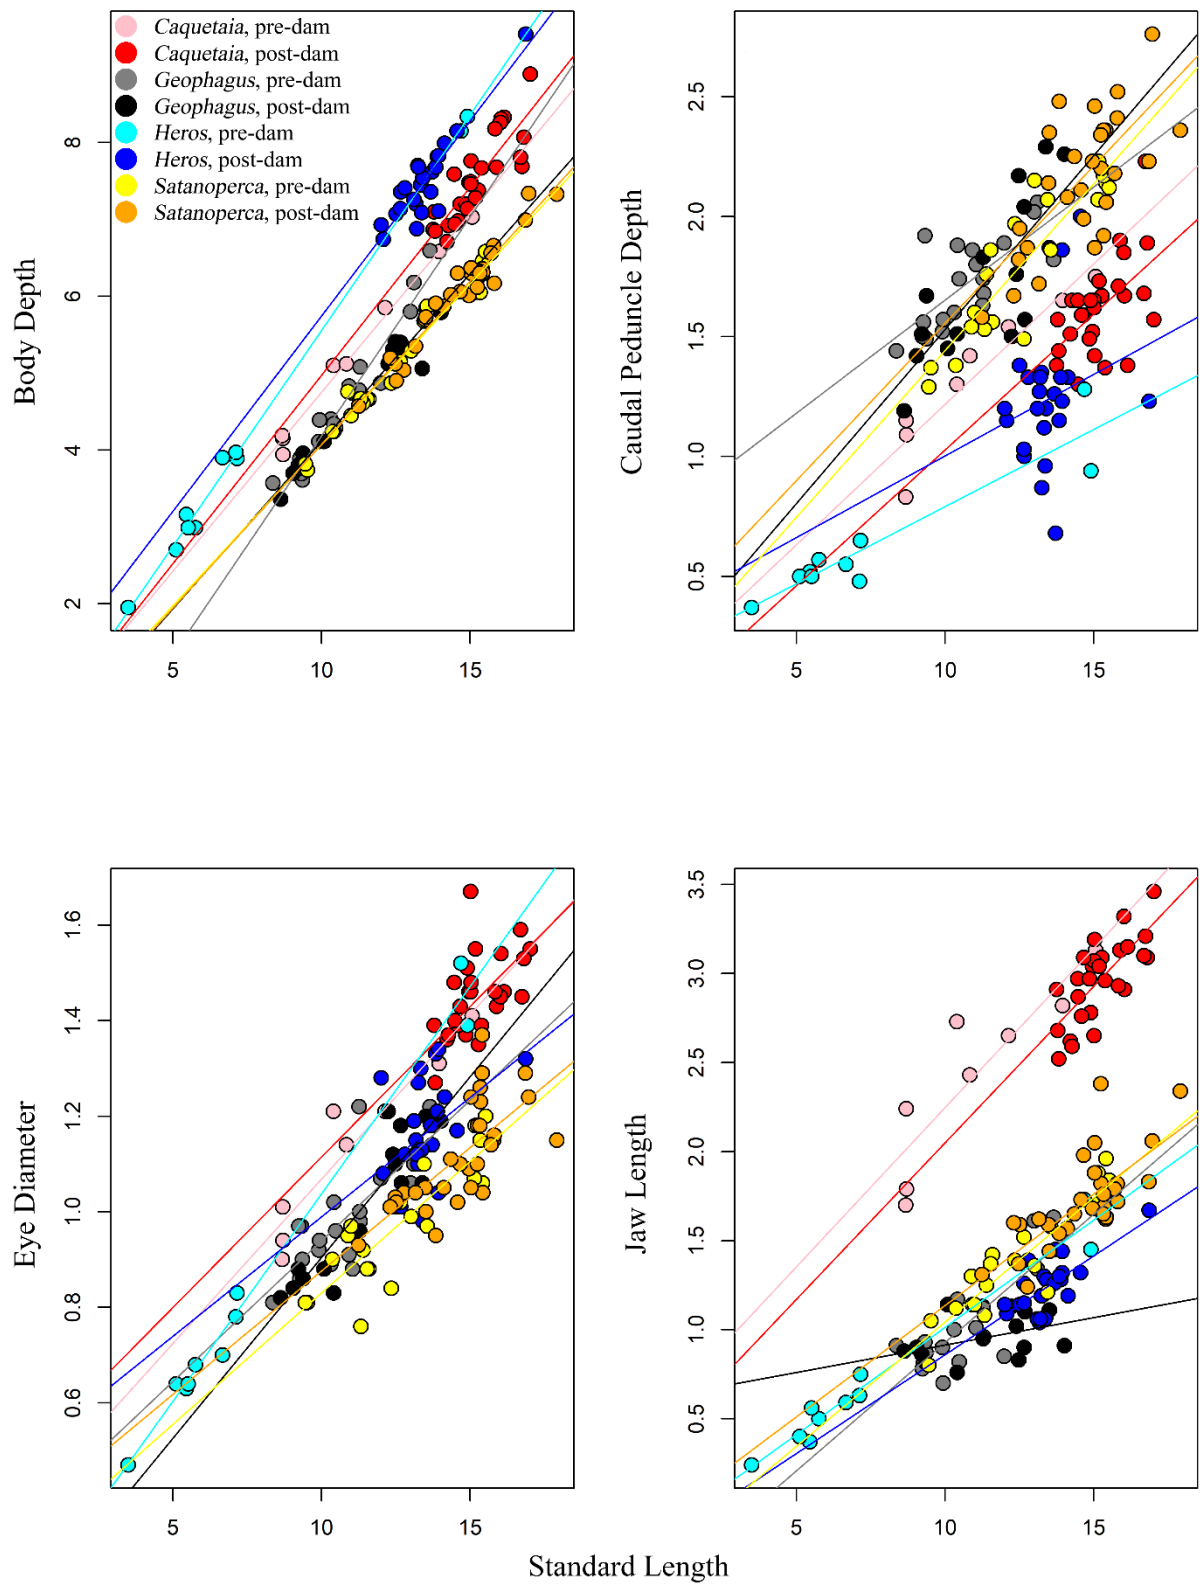 Caquetaia, pre-dam
Caquetaia, post-dam
Geophagus, pre-dam
Geophagus, post-dam
Heros, pre-dam
Heros, post-dam
Satanoperca, pre-dam
Satanoperca, post-dam
Body Depth
8
6
4
2
5 10 15
Caudal Peduncle Depth
2.5
2.0
1.5
1.0
0.5
5 10 15
Eye Diameter
1.6
1.4
1.2
1.0
0.8
0.6
5 10 15
Jaw Length
3.5
3.0
2.5
2.0
1.5
1.0
0.5
5 10 15
Standard Length